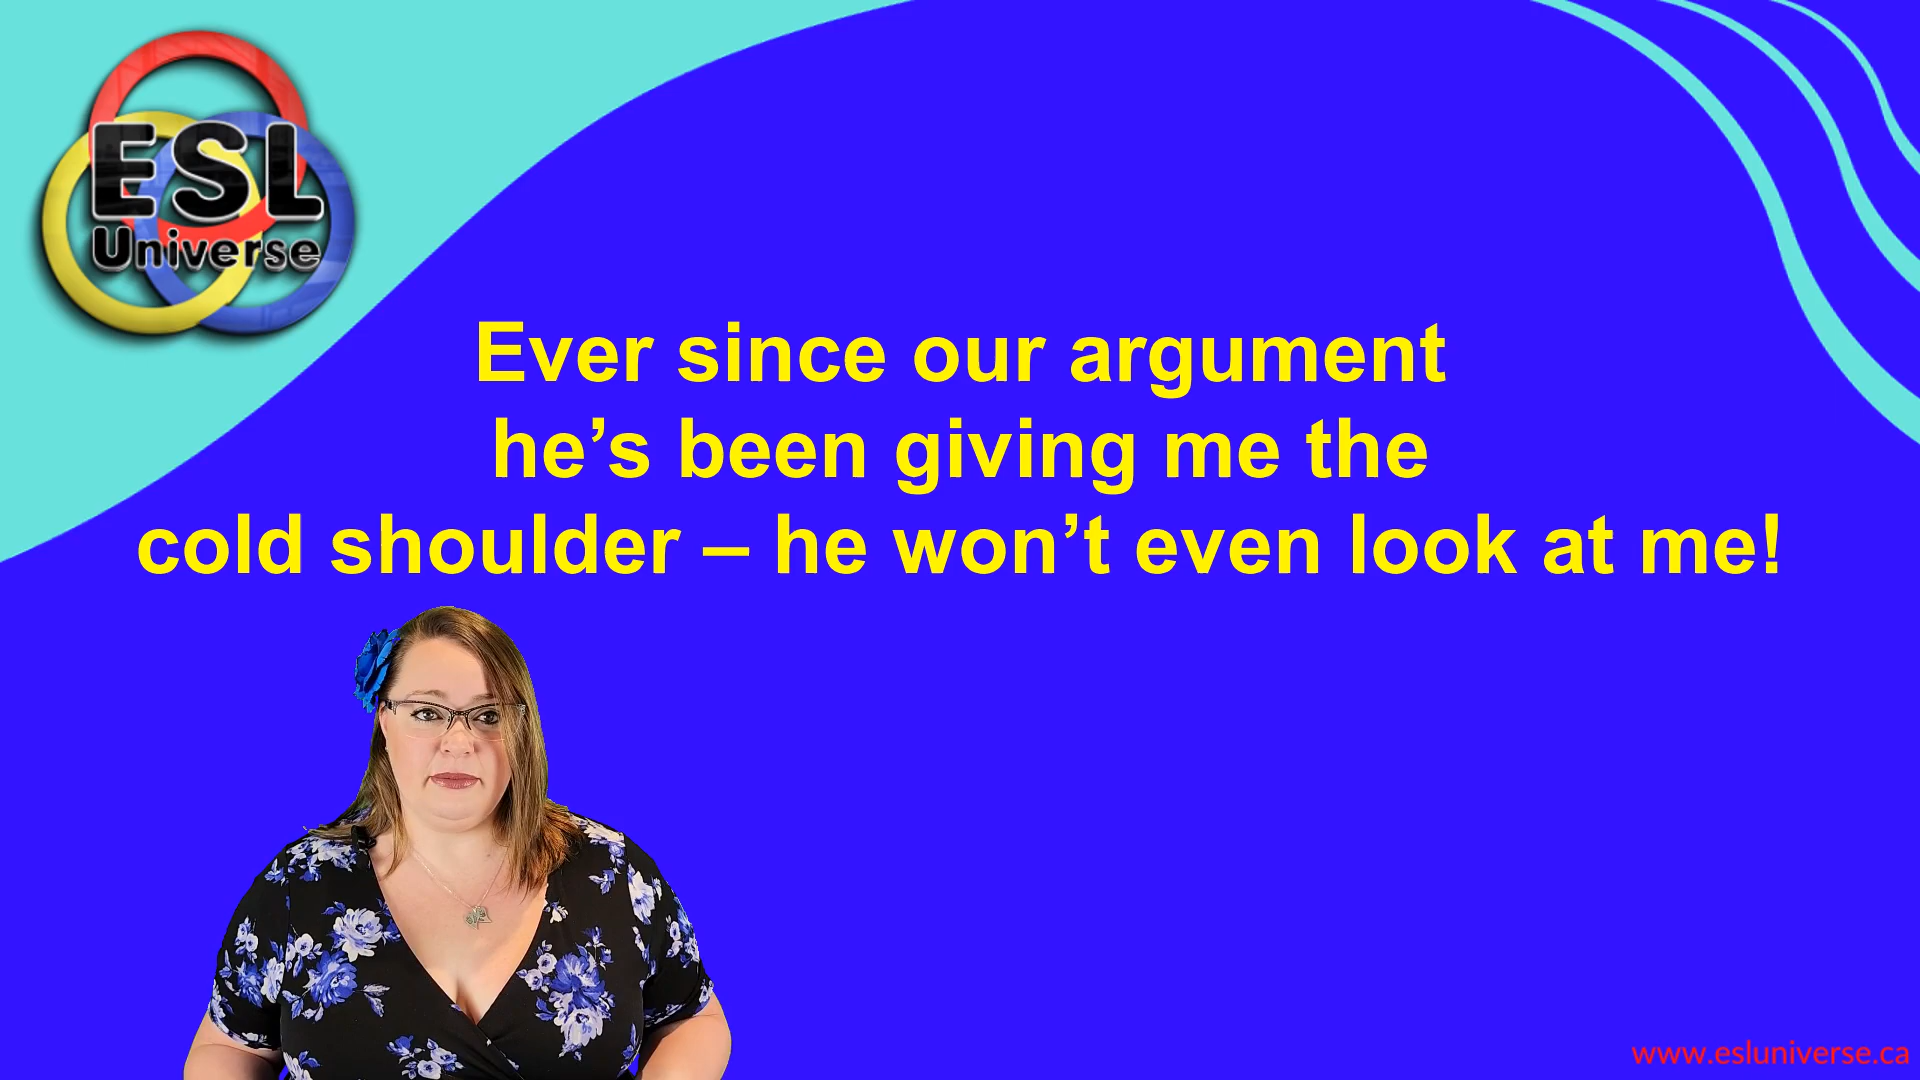 ESL
Universe
Ever since our argument
he’s been giving me the
cold shoulder – he won’t even look at me!
www.esluniverse.ca